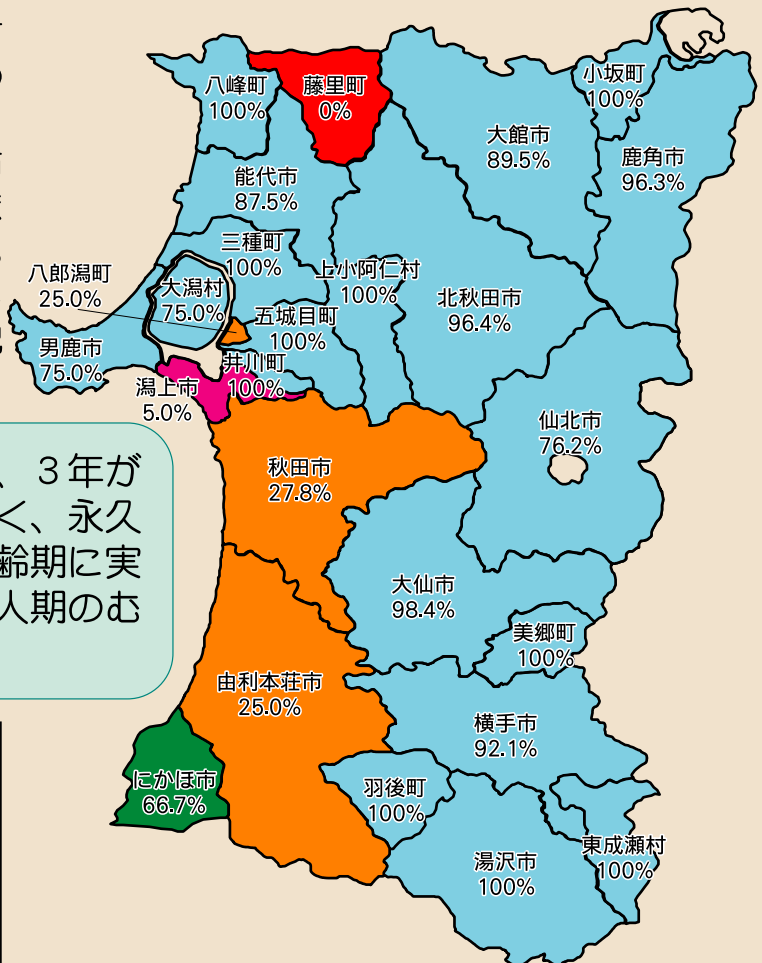 八峰町
100%
藤里町
0%
小坂町
100%
大館市
89.5%
鹿角市
96.3%
能代市
87.5%
三種町
100%
上小阿仁村
100%
北秋田市
96.4%
八郎潟町
25.0%
大潟村
75.0%
五城目町
100%
男鹿市
75.0%
井川町
100%
潟上市
5.0%
仙北市
76.2%
秋田市
27.8%
、３年が
く、永久
齢期に実
人期のむ
大仙市
98.4%
美郷町
100%
由利本荘市
25.0%
横手市
92.1%
にかほ市
66.7%
羽後町
100%
湯沢市
100%
東成瀬村
100%